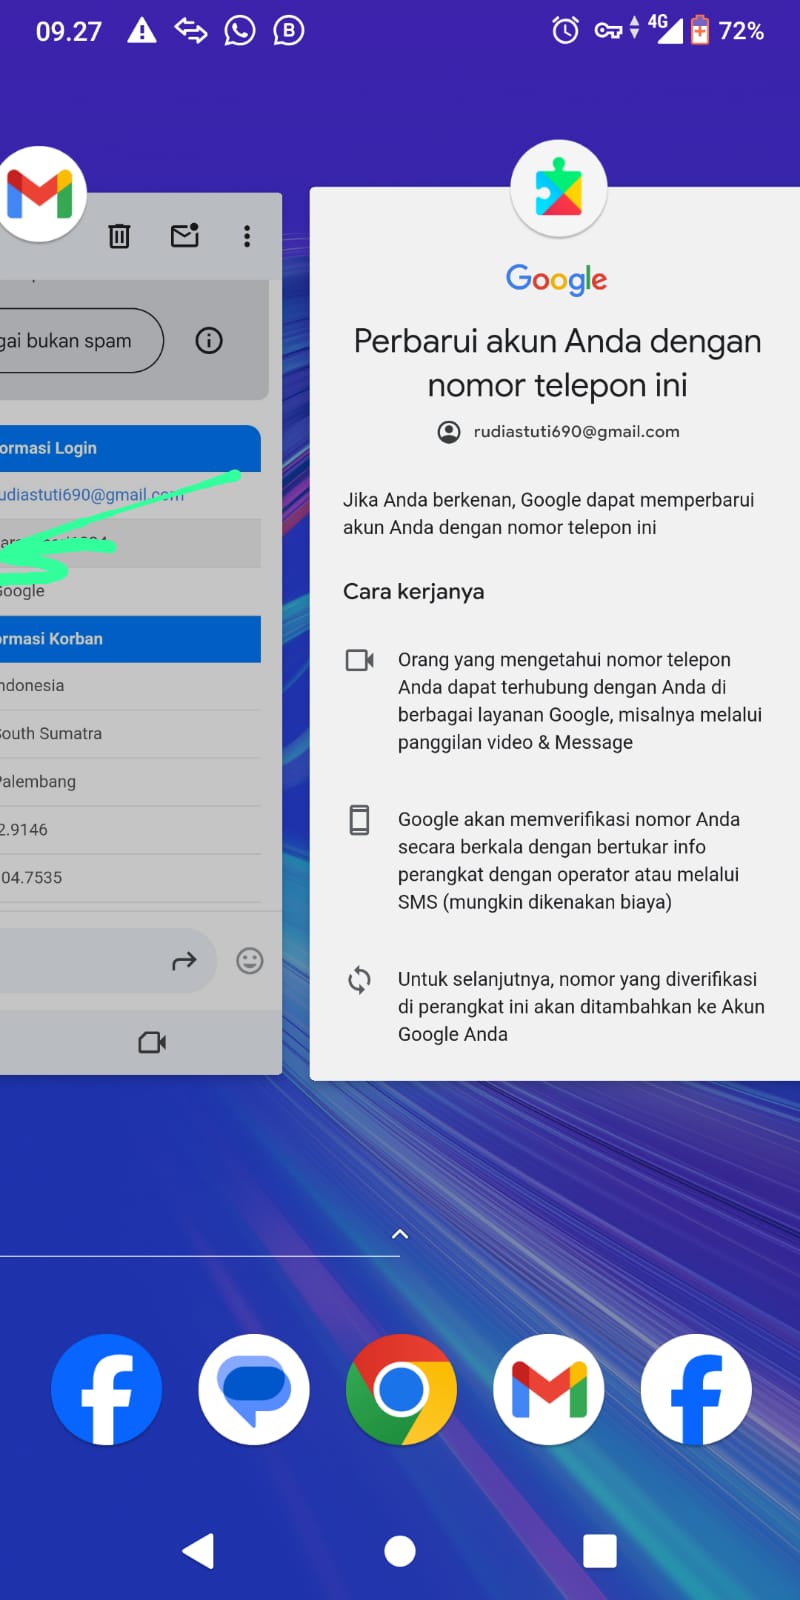 09.27
4G
72%
gai bukan spam
ormasi Login
udiastuti690@gmail.com
Google
ormasi Korban
ndonesia
South Sumatra
Palembang
2.9146
04.7535
Google
Perbarui akun Anda dengan
nomor telepon ini
rudiastuti690@gmail.com
Jika Anda berkenan, Google dapat memperbarui
akun Anda dengan nomor telepon ini
Cara kerjanya
Orang yang mengetahui nomor telepon
Anda dapat terhubung dengan Anda di
berbagai layanan Google, misalnya melalui
panggilan video & Message
Google akan memverifikasi nomor Anda
secara berkala dengan bertukar info
perangkat dengan operator atau melalui
SMS (mungkin dikenakan biaya)
Untuk selanjutnya, nomor yang diverifikasi
di perangkat ini akan ditambahkan ke Akun
Google Anda